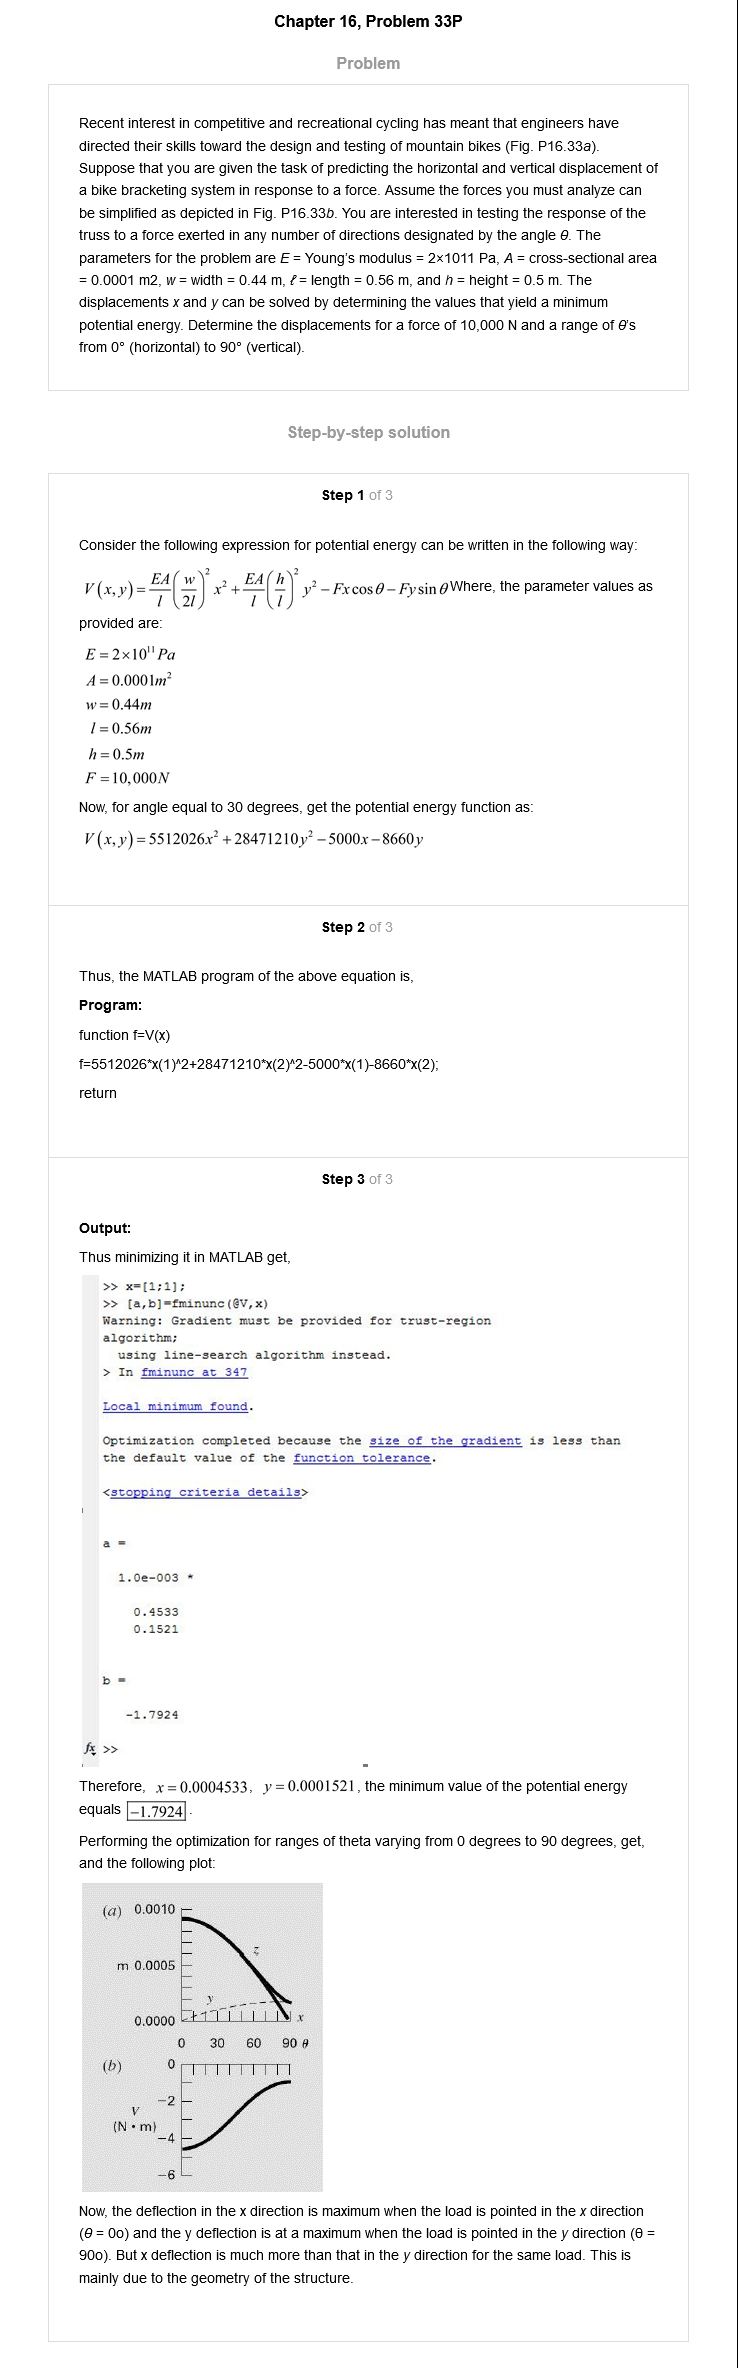 Chapter 16, Problem 33P
Problem
Recent interest in competitive and recreational cycling has meant that engineers have
directed their skills toward the design and testing of mountain bikes (Fig. P16.33a).
Suppose that you are given the task of predicting the horizontal and vertical displacement of
a bike bracketing system in response to a force. Assume the forces you must analyze can
be simplified as depicted in Fig. P16.33b. You are interested in testing the response of the
truss to a force exerted in any number of directions designated by the angle θ. The
parameters for the problem are E = Young's modulus = 2×1011 Pa, A = cross-sectional area
= 0.0001 m2, w = width = 0.44 m, ℓ = length = 0.56 m, and h = height = 0.5 m. The
displacements x and y can be solved by determining the values that yield a minimum
potential energy. Determine the displacements for a force of 10,000 N and a range of θ's
from 0° (horizontal) to 90° (vertical).
Step-by-step solution
Step 1 of 3
Consider the following expression for potential energy can be written in the following way:
V(x,y) = EA/l (w/2l)² x² + EA/l (h/l)² y² − Fx cos θ − Fy sin θ Where, the parameter values as
provided are:
E = 2×10¹¹ Pa
A = 0.0001m²
w = 0.44m
l = 0.56m
h = 0.5m
F = 10,000N
Now, for angle equal to 30 degrees, get the potential energy function as:
V(x,y) = 5512026x² + 28471210y² − 5000x − 8660y
Step 2 of 3
Thus, the MATLAB program of the above equation is,
Program:
function f=V(x)
f=5512026*x(1)^2+28471210*x(2)^2-5000*x(1)-8660*x(2);
return
Step 3 of 3
Output:
Thus minimizing it in MATLAB get,
>> x=[1;1];
>> [a,b]=fminunc(@V,x)
Warning: Gradient must be provided for trust-region
algorithm;
using line-search algorithm instead.
> In fminunc at 347
Local minimum found.
Optimization completed because the size of the gradient is less than
the default value of the function tolerance.
<stopping criteria details>
a =
1.0e-003 *
0.4533
0.1521
b =
-1.7924
fx >>
Therefore, x = 0.0004533, y = 0.0001521, the minimum value of the potential energy
equals −1.7924.
Performing the optimization for ranges of theta varying from 0 degrees to 90 degrees, get,
and the following plot:
(a) 0.0010
z
m 0.0005
y
0.0000 x
0 30 60 90 θ
(b) 0
−2
V
(N • m)
−4
−6
Now, the deflection in the x direction is maximum when the load is pointed in the x direction
(θ = 0o) and the y deflection is at a maximum when the load is pointed in the y direction (θ =
90o). But x deflection is much more than that in the y direction for the same load. This is
mainly due to the geometry of the structure.